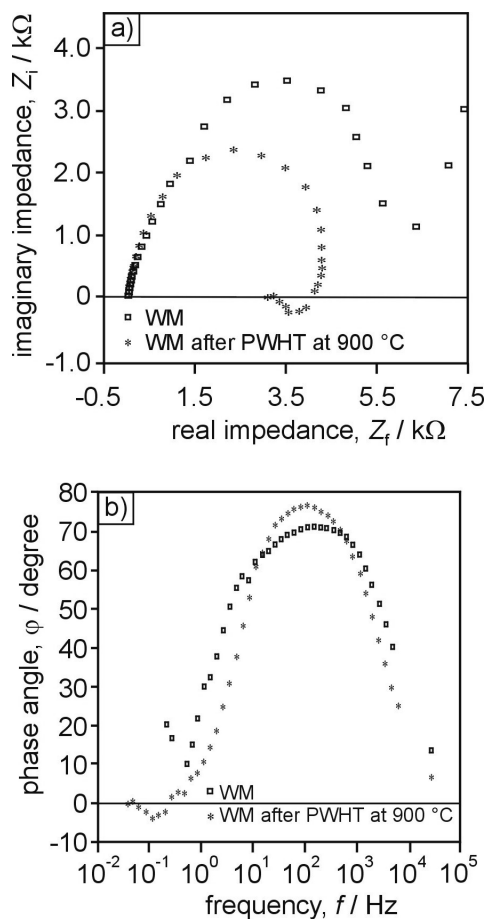 a)
imaginary impedance, Zi / kΩ
4.0
3.0
2.0
1.0
0
-1.0
WM
WM after PWHT at 900 °C
-0.5
1.5
3.5
5.5
7.5
real impedance, Zf / kΩ
b)
phase angle, φ / degree
80
70
60
50
40
30
20
10
0
-10
WM
WM after PWHT at 900 °C
10⁻²
10⁻¹
10⁰
10¹
10²
10³
10⁴
10⁵
frequency, f / Hz